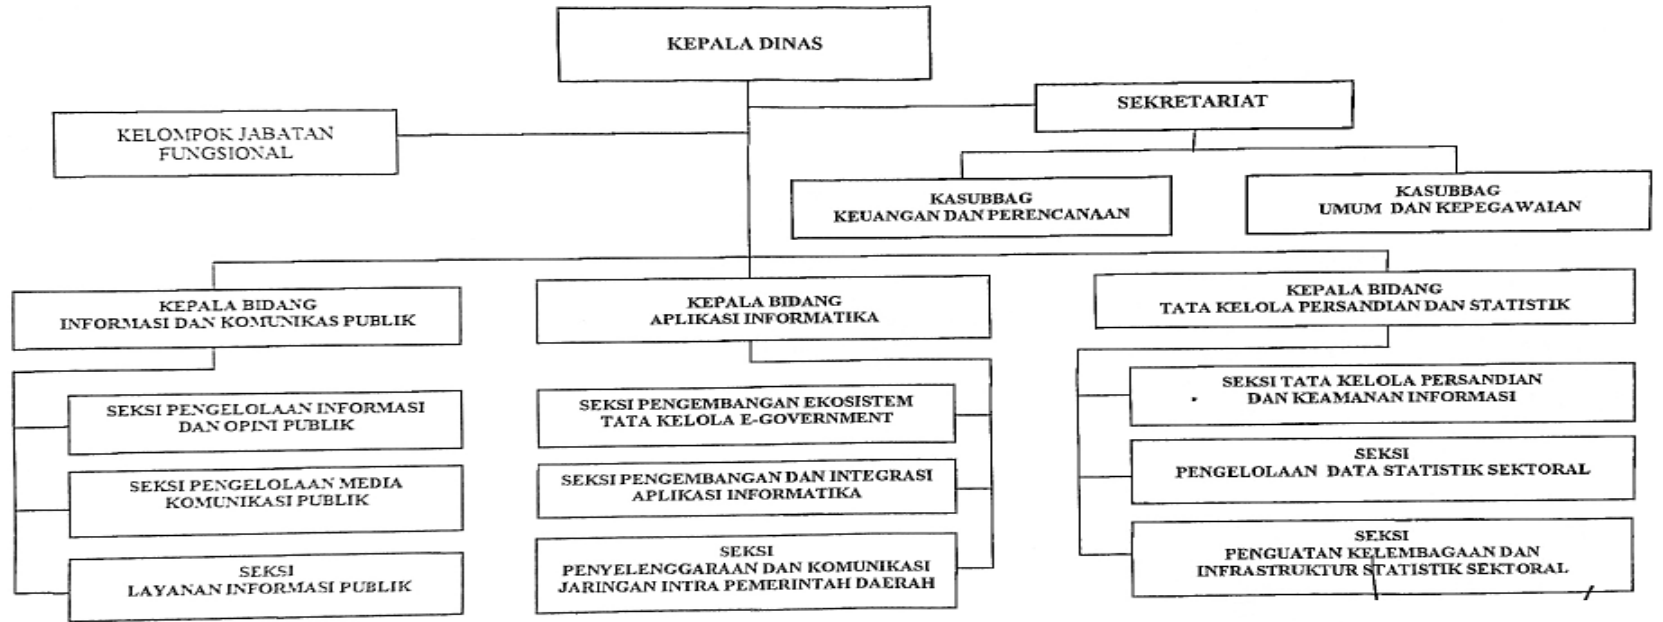 KEPALA DINAS
SEKRETARIAT
KELOMPOK JABATAN
FUNGSIONAL
KASUBBAG
KEUANGAN DAN PERENCANAAN
KASUBBAG
UMUM DAN KEPEGAWAIAN
KEPALA BIDANG
INFORMASI DAN KOMUNIKAS PUBLIK
KEPALA BIDANG
APLIKASI INFORMATIKA
KEPALA BIDANG
TATA KELOLA PERSANDIAN DAN STATISTIK
SEKSI PENGELOLAAN INFORMASI
DAN OPINI PUBLIK
SEKSI PENGELOLAAN MEDIA
KOMUNIKASI PUBLIK
SEKSI
LAYANAN INFORMASI PUBLIK
SEKSI PENGEMBANGAN EKOSISTEM
TATA KELOLA E-GOVERNMENT
SEKSI PENGEMBANGAN DAN INTEGRASI
APLIKASI INFORMATIKA
SEKSI
PENYELENGGARAAN DAN KOMUNIKASI
JARINGAN INTRA PEMERINTAH DAERAH
SEKSI TATA KELOLA PERSANDIAN
DAN KEAMANAN INFORMASI
SEKSI
PENGELOLAAN DATA STATISTIK SEKTORAL
SEKSI
PENGUATAN KELEMBAGAAN DAN
INFRASTRUKTUR STATISTIK SEKTORAL